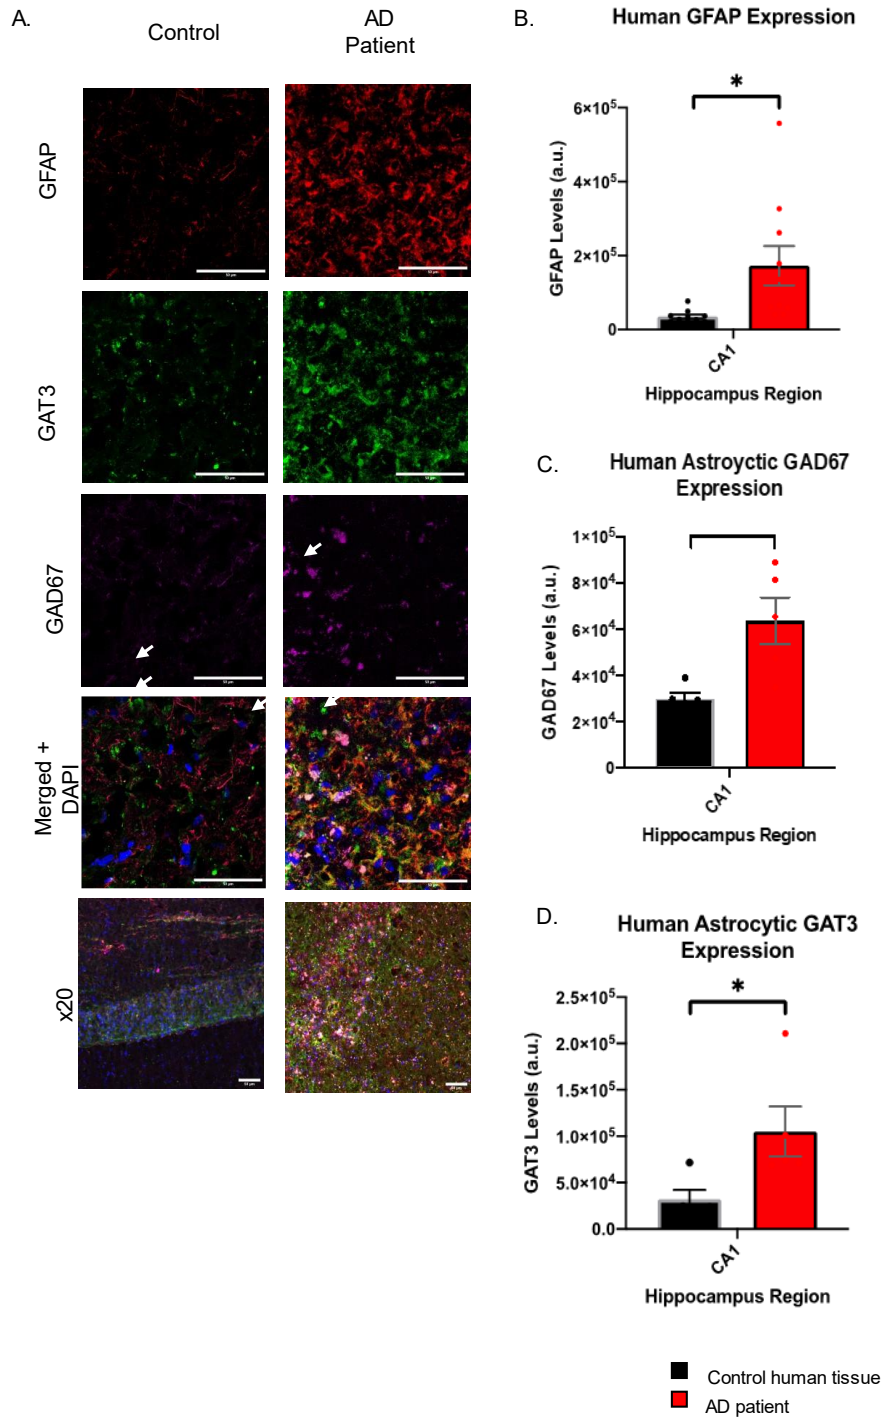 A.
Control
AD
Patient
GFAP
GAT3
GAD67
Merged +
DAPI
x20
B.
Human GFAP Expression
*
6×10⁵
4×10⁵
2×10⁵
0
GFAP Levels (a.u.)
CA1
Hippocampus Region
C.
Human Astroyctic GAD67
Expression
1×10⁵
8×10⁴
6×10⁴
4×10⁴
2×10⁴
0
GAD67 Levels (a.u.)
CA1
Hippocampus Region
D.
Human Astrocytic GAT3
Expression
*
2.5×10⁵
2.0×10⁵
1.5×10⁵
1.0×10⁵
5.0×10⁴
0.0
GAT3 Levels (a.u.)
CA1
Hippocampus Region
Control human tissue
AD patient